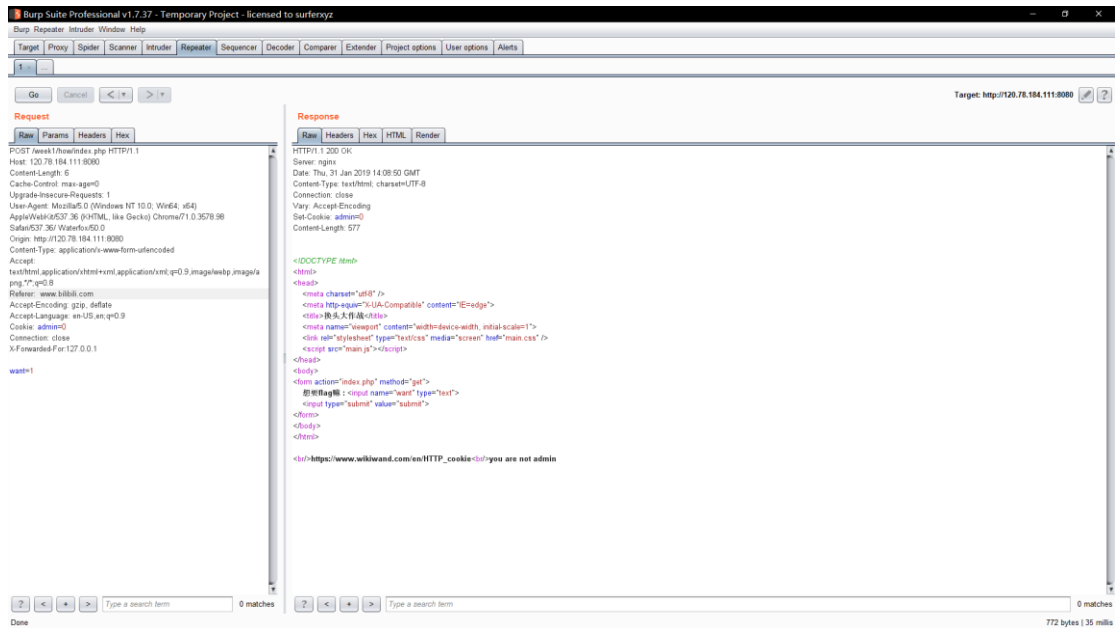 Burp Suite Professional v1.7.37 - Temporary Project - licensed to surferxyz
Burp Repeater Intruder Window Help
Target Proxy Spider Scanner Intruder Repeater Sequencer Decoder Comparer Extender Project options User options Alerts
1 × ...
Go Cancel < | ▼ > | ▼ Target: http://120.78.184.111:8080 ?
Request
Raw Params Headers Hex
POST /week1/how/index.php HTTP/1.1
Host: 120.78.184.111:8080
Content-Length: 6
Cache-Control: max-age=0
Upgrade-Insecure-Requests: 1
User-Agent: Mozilla/5.0 (Windows NT 10.0; Win64; x64)
AppleWebKit/537.36 (KHTML, like Gecko) Chrome/71.0.3578.98
Safari/537.36/ Waterfox/50.0
Origin: http://120.78.184.111:8080
Content-Type: application/x-www-form-urlencoded
Accept:
text/html,application/xhtml+xml,application/xml;q=0.9,image/webp,image/a
png,*/*;q=0.8
Referer: www.bilibili.com
Accept-Encoding: gzip, deflate
Accept-Language: en-US,en;q=0.9
Cookie: admin=0
Connection: close
X-Forwarded-For:127.0.0.1
want=1
? < + > Type a search term 0 matches
Response
Raw Headers Hex HTML Render
HTTP/1.1 200 OK
Server: nginx
Date: Thu, 31 Jan 2019 14:08:50 GMT
Content-Type: text/html; charset=UTF-8
Connection: close
Vary: Accept-Encoding
Set-Cookie: admin=0
Content-Length: 577
<!DOCTYPE html>
<html>
<head>
<meta charset="utf-8" />
<meta http-equiv="X-UA-Compatible" content="IE=edge">
<title>换头大作战</title>
<meta name="viewport" content="width=device-width, initial-scale=1">
<link rel="stylesheet" type="text/css" media="screen" href="main.css" />
<script src="main.js"></script>
</head>
<body>
<form action="index.php" method="get">
想要flag嘛：<input name="want" type="text">
<input type="submit" value="submit">
</form>
</body>
</html>
<br/>https://www.wikiwand.com/en/HTTP_cookie<br/>you are not admin
? < + > Type a search term 0 matches
Done 772 bytes | 35 millis